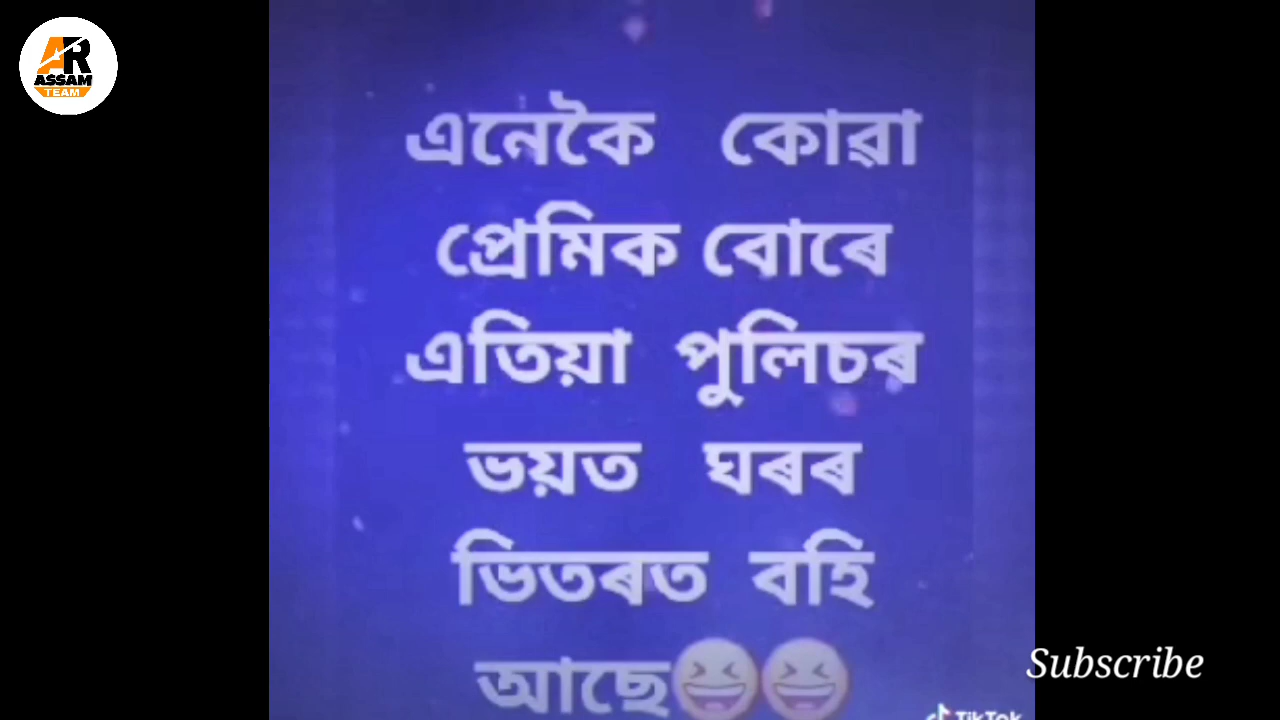 AR
ASSAM
TEAM
এনেকৈ কোৱা
প্ৰেমিক বোৰে
এতিয়া পুলিচৰ
ভয়ত ঘৰৰ
ভিতৰত বহি
আছে😆😆
Subscribe
TikTok